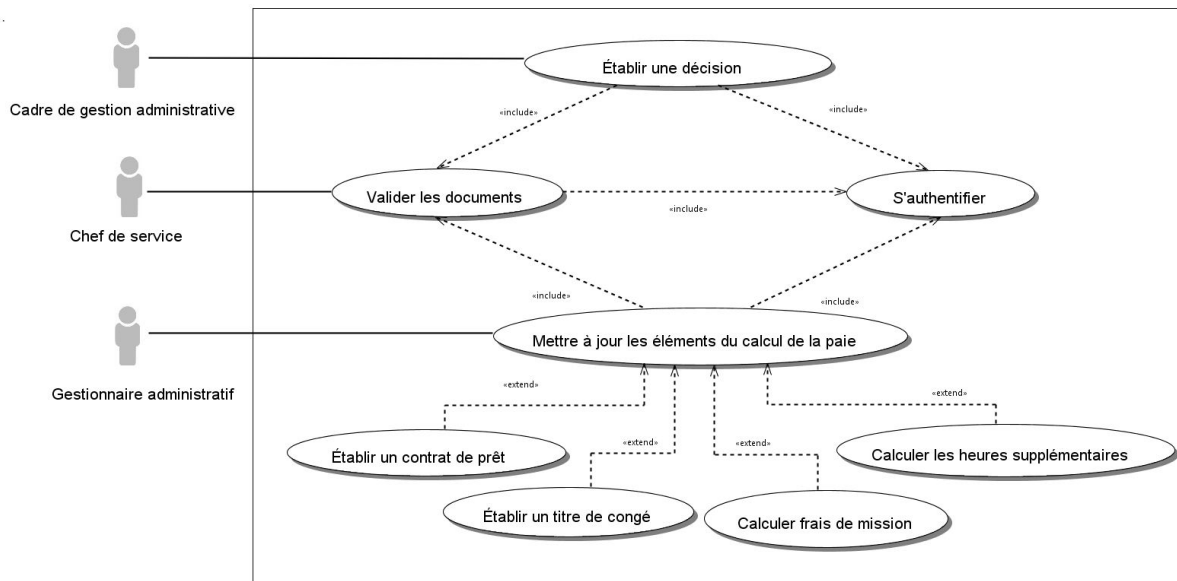 Établir une décision
Cadre de gestion administrative
«include»
«include»
Valider les documents
S'authentifier
«include»
Chef de service
«include»
«include»
Mettre à jour les éléments du calcul de la paie
Gestionnaire administratif
«extend»
«extend»
«extend»
«extend»
Établir un contrat de prêt
Calculer les heures supplémentaires
Établir un titre de congé
Calculer frais de mission